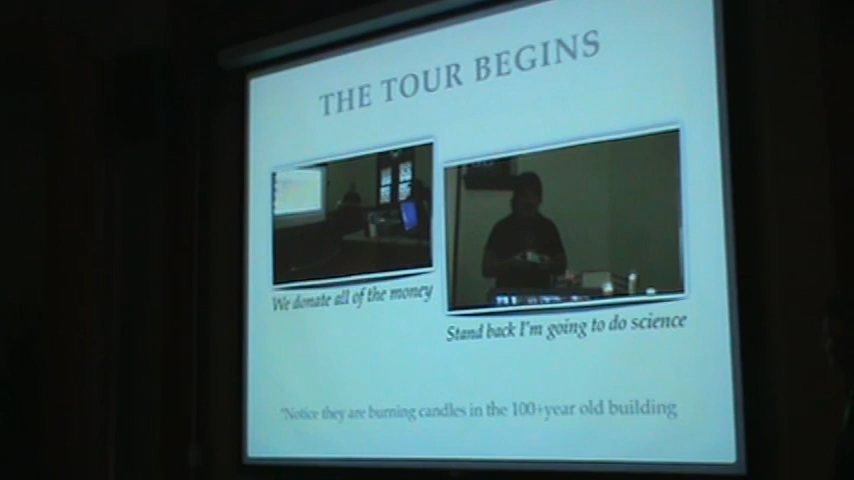 THE TOUR BEGINS
We donate all of the money
Stand back I'm going to do science
*Notice they are burning candles in the 100+year old building